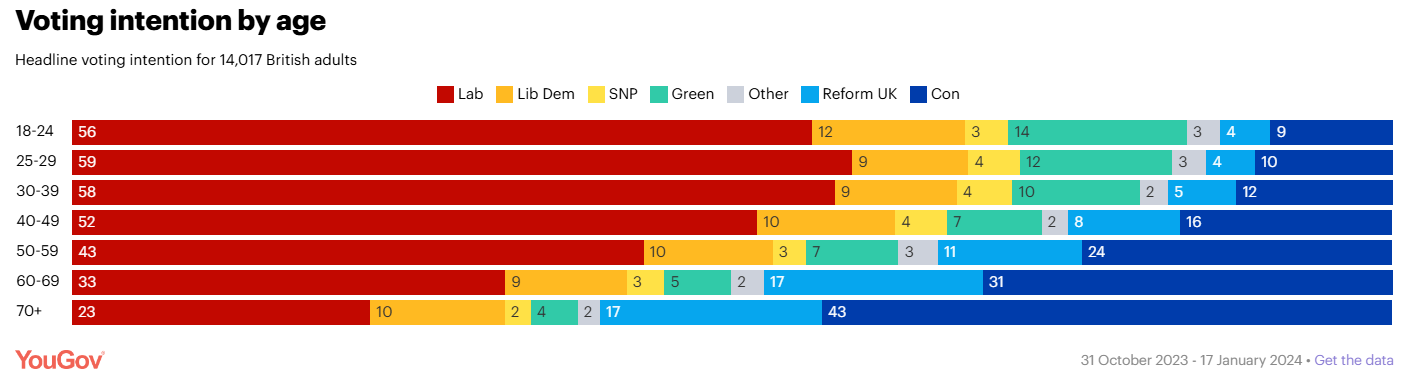 Voting intention by age
Headline voting intention for 14,017 British adults
Lab Lib Dem SNP Green Other Reform UK Con
18-24 56 12 3 14 3 4 9
25-29 59 9 4 12 3 4 10
30-39 58 9 4 10 2 5 12
40-49 52 10 4 7 2 8 16
50-59 43 10 3 7 3 11 24
60-69 33 9 3 5 2 17 31
70+ 23 10 2 4 2 17 43
YouGov 31 October 2023 - 17 January 2024 • Get the data